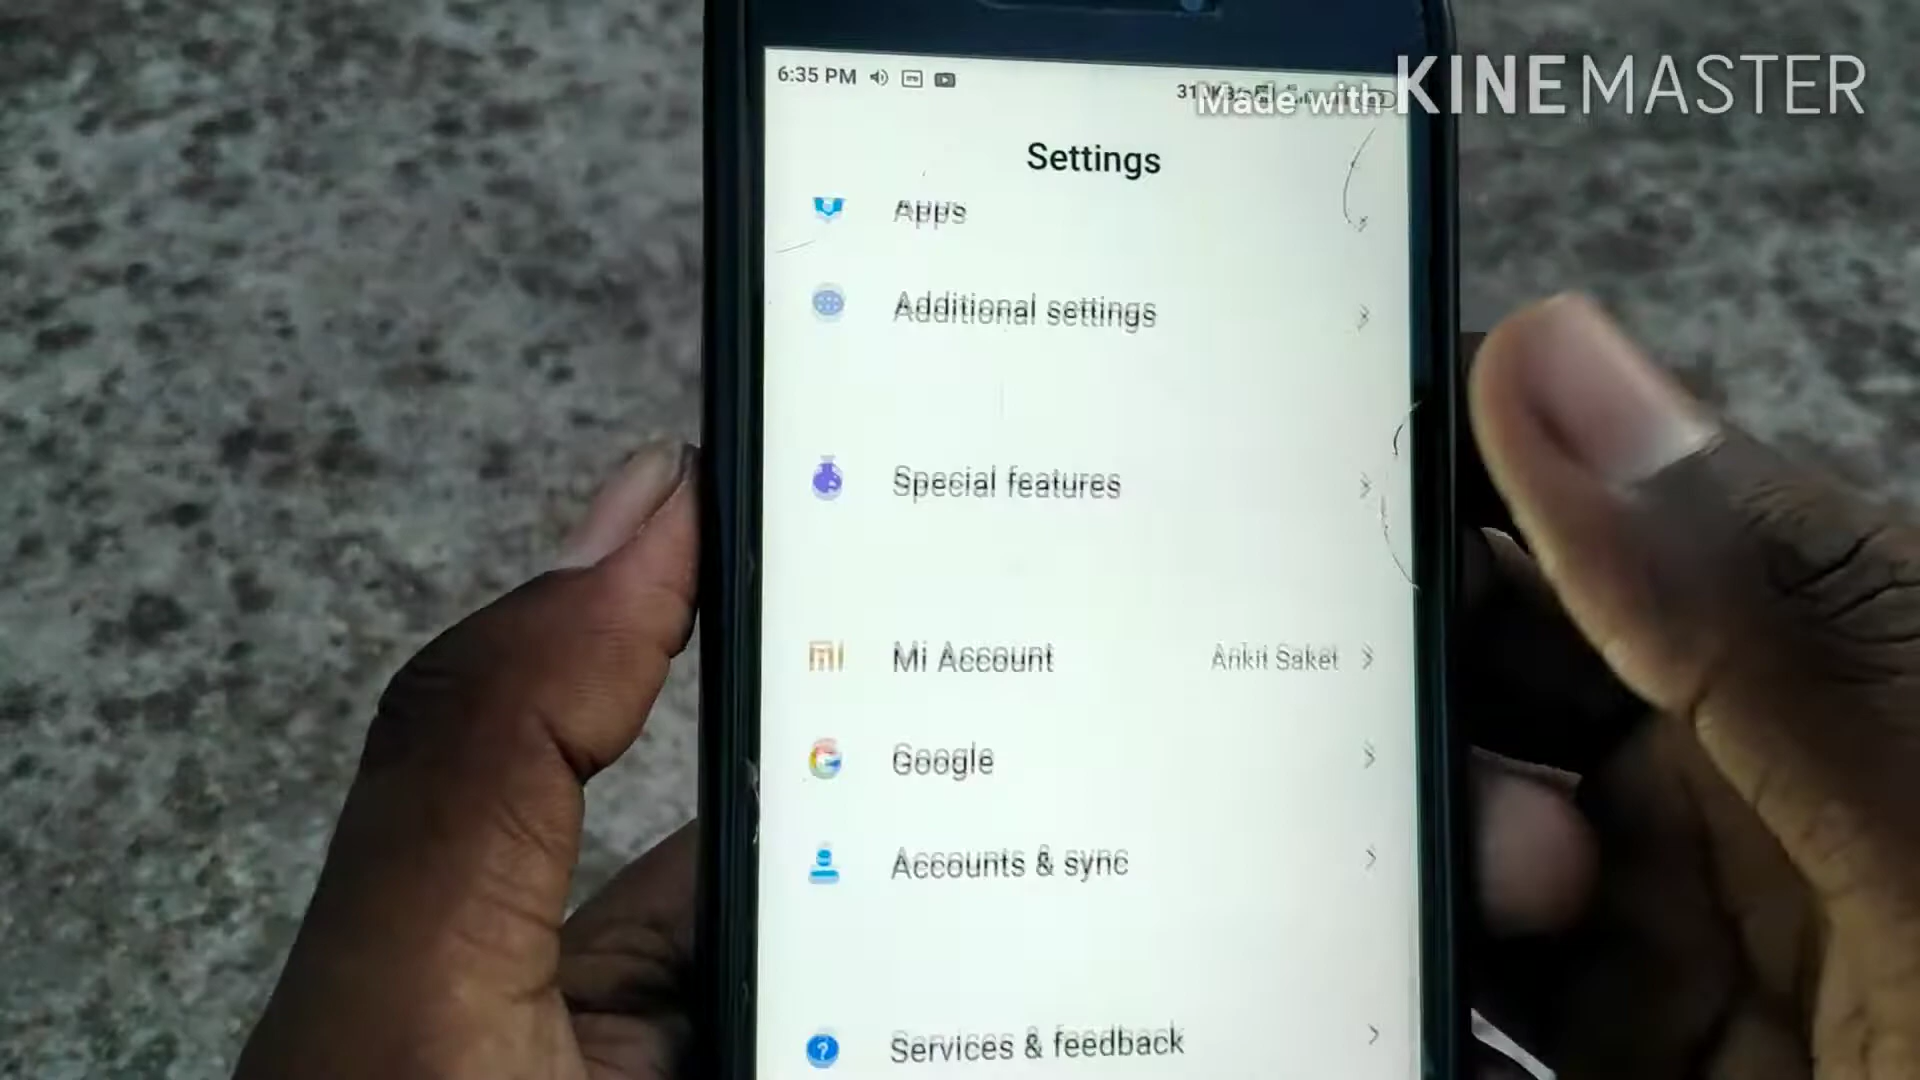 6:35 PM
Made with KINEMASTER
Settings
Apps
Additional settings
Special features
Mi Account Ankit Saket
Google
Accounts & sync
Services & feedback